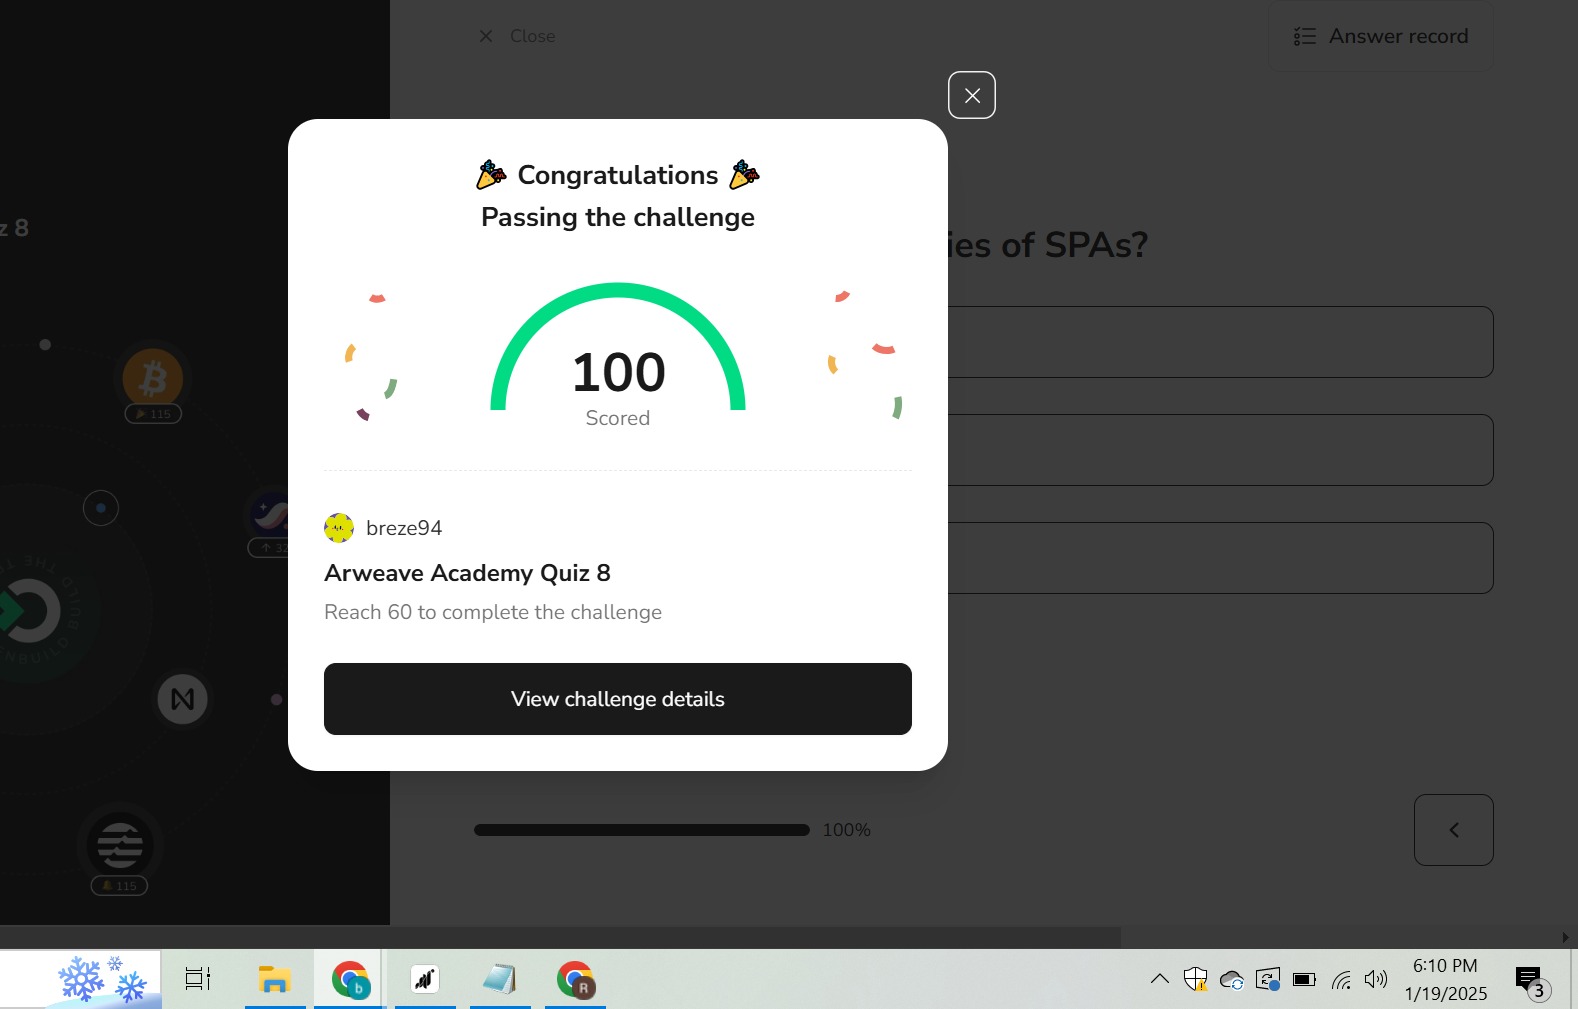 Close
Answer record
Congratulations
Passing the challenge
z 8
ies of SPAs?
100
Scored
115
32
breze94
Arweave Academy Quiz 8
Reach 60 to complete the challenge
View challenge details
100%
115
6:10 PM
1/19/2025
b
R
3